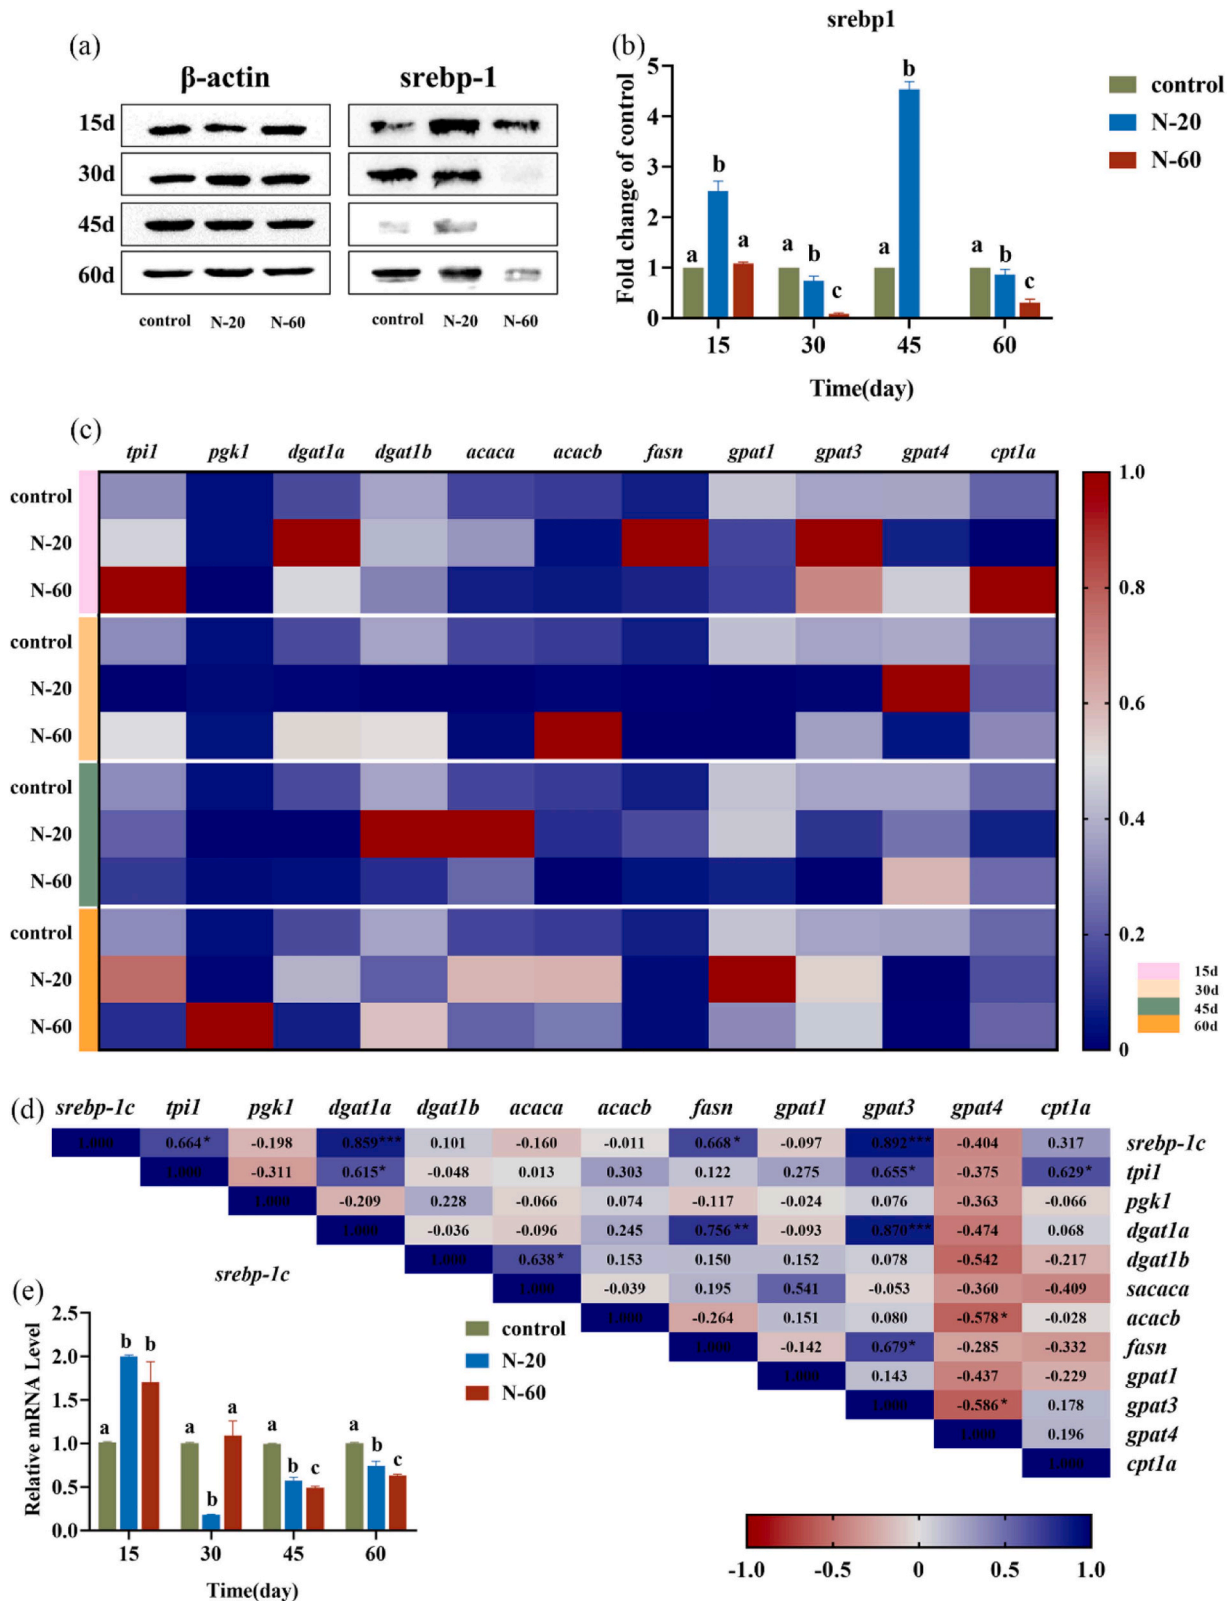 (a)
β-actin srebp-1
15d
30d
45d
60d
control N-20 N-60 control N-20 N-60
srebp1
(b)
Fold change of control
5
4
3
2
1
0
a b a
a b c
a b
a b c
15 30 45 60
Time(day)
control
N-20
N-60
(c)
tpi1 pgk1 dgat1a dgat1b acaca acacb fasn gpat1 gpat3 gpat4 cpt1a
control
N-20
N-60
control
N-20
N-60
control
N-20
N-60
control
N-20
N-60
1.0
0.8
0.6
0.4
0.2
0
15d
30d
45d
60d
(d)
srebp-1c tpi1 pgk1 dgat1a dgat1b acaca acacb fasn gpat1 gpat3 gpat4 cpt1a
1.000 0.664* -0.198 0.859*** 0.101 -0.160 -0.011 0.668* -0.097 0.892*** -0.404 0.317 srebp-1c
1.000 -0.311 0.615* -0.048 0.013 0.303 0.122 0.275 0.655* -0.375 0.629* tpi1
1.000 -0.209 0.228 -0.066 0.074 -0.117 -0.024 0.076 -0.363 -0.066 pgk1
1.000 -0.036 -0.096 0.245 0.756** -0.093 0.870*** -0.474 0.068 dgat1a
1.000 0.638* 0.153 0.150 0.152 0.078 -0.542 -0.217 dgat1b
1.000 -0.039 0.195 0.541 -0.053 -0.360 -0.409 sacaca
1.000 -0.264 0.151 0.080 -0.578* -0.028 acacb
1.000 -0.142 0.679* -0.285 -0.332 fasn
1.000 0.143 -0.437 -0.229 gpat1
1.000 -0.586* 0.178 gpat3
1.000 0.196 gpat4
1.000 cpt1a
-1.0 -0.5 0 0.5 1.0
(e)
srebp-1c
Relative mRNA Level
2.5
2.0
1.5
1.0
0.5
0.0
a b b
a b a
a b c
a b c
15 30 45 60
Time(day)
control
N-20
N-60